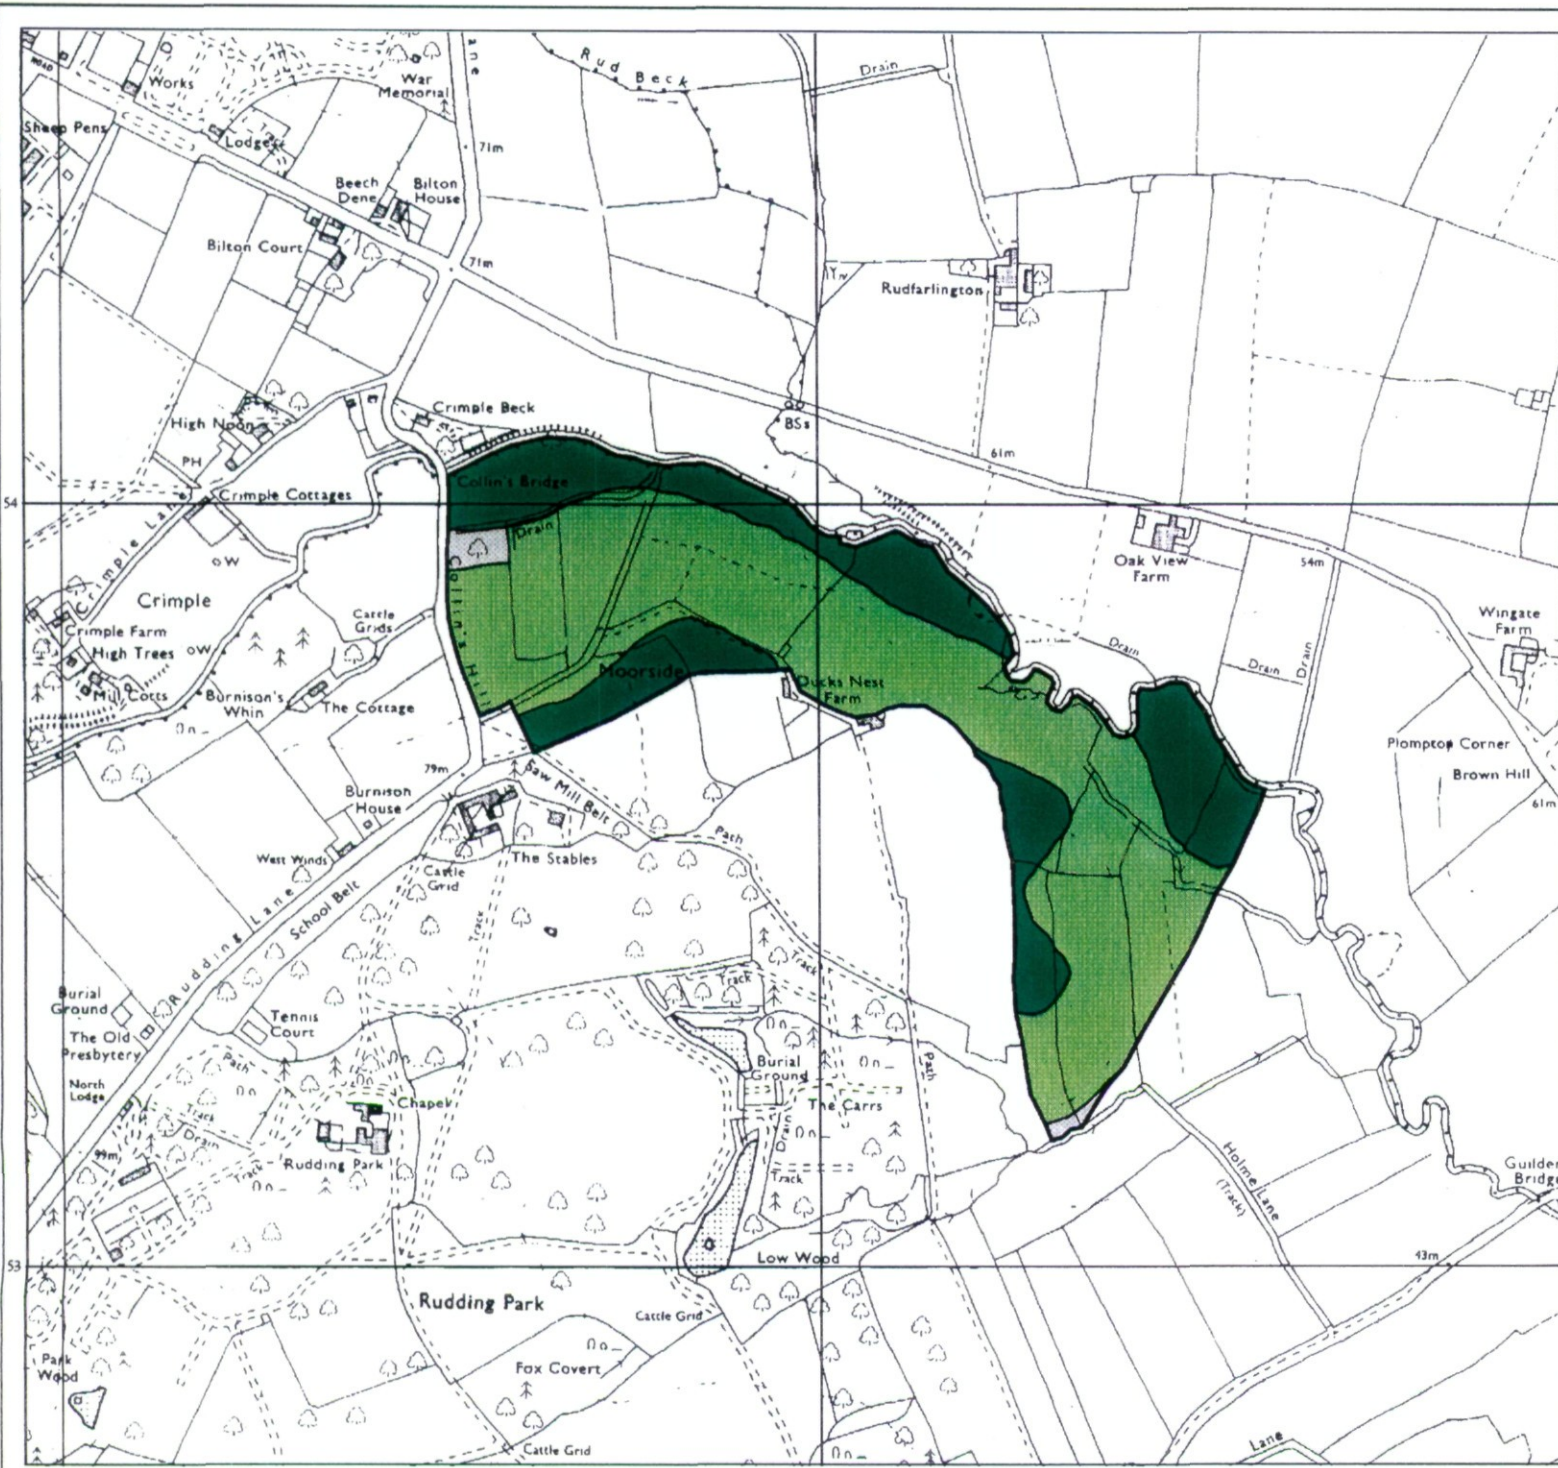 Rud Beck
Drain
ROAD
Works
War
Memorial
ane
Sheep Pens
Lodge
71m
Beech
Dene
Bilton
House
Bilton Court
71m
Rudfarlington
Crimple Beck
High Noon
BSs
PH
61m
Collin's Bridge
Crimple Cottages
54
Drain
Crimple Lan
W
Oak View
Farm
54m
Collin's Hill
Crimple
Cattle
Grids
Wingate
Farm
Crimple Farm
High Trees
W
Drain
Drain
Drain
Moorside
Ducks Nest
Farm
Mill Cotts
Burnison's
Whin
The Cottage
Plompton Corner
Brown Hill
79m
Saw Mill Belt
Burnison
House
61m
Path
West Winds
The Stables
Cattle
Grid
School Belt
Track
Rudding Lane
Track
Track
Burial
Ground
Tennis
Court
The Old
Presbytery
Path
Burial
Ground
Path
North
Lodge
Chapel
The Carrs
Track
Drain
Drain
99m
Track
Rudding Park
Track
Holme Lane
(Track)
Guilden
Bridge
43m
53
Low Wood
Rudding Park
Cattle Grid
Park
Wood
Fox Covert
Cattle Grid
Lane